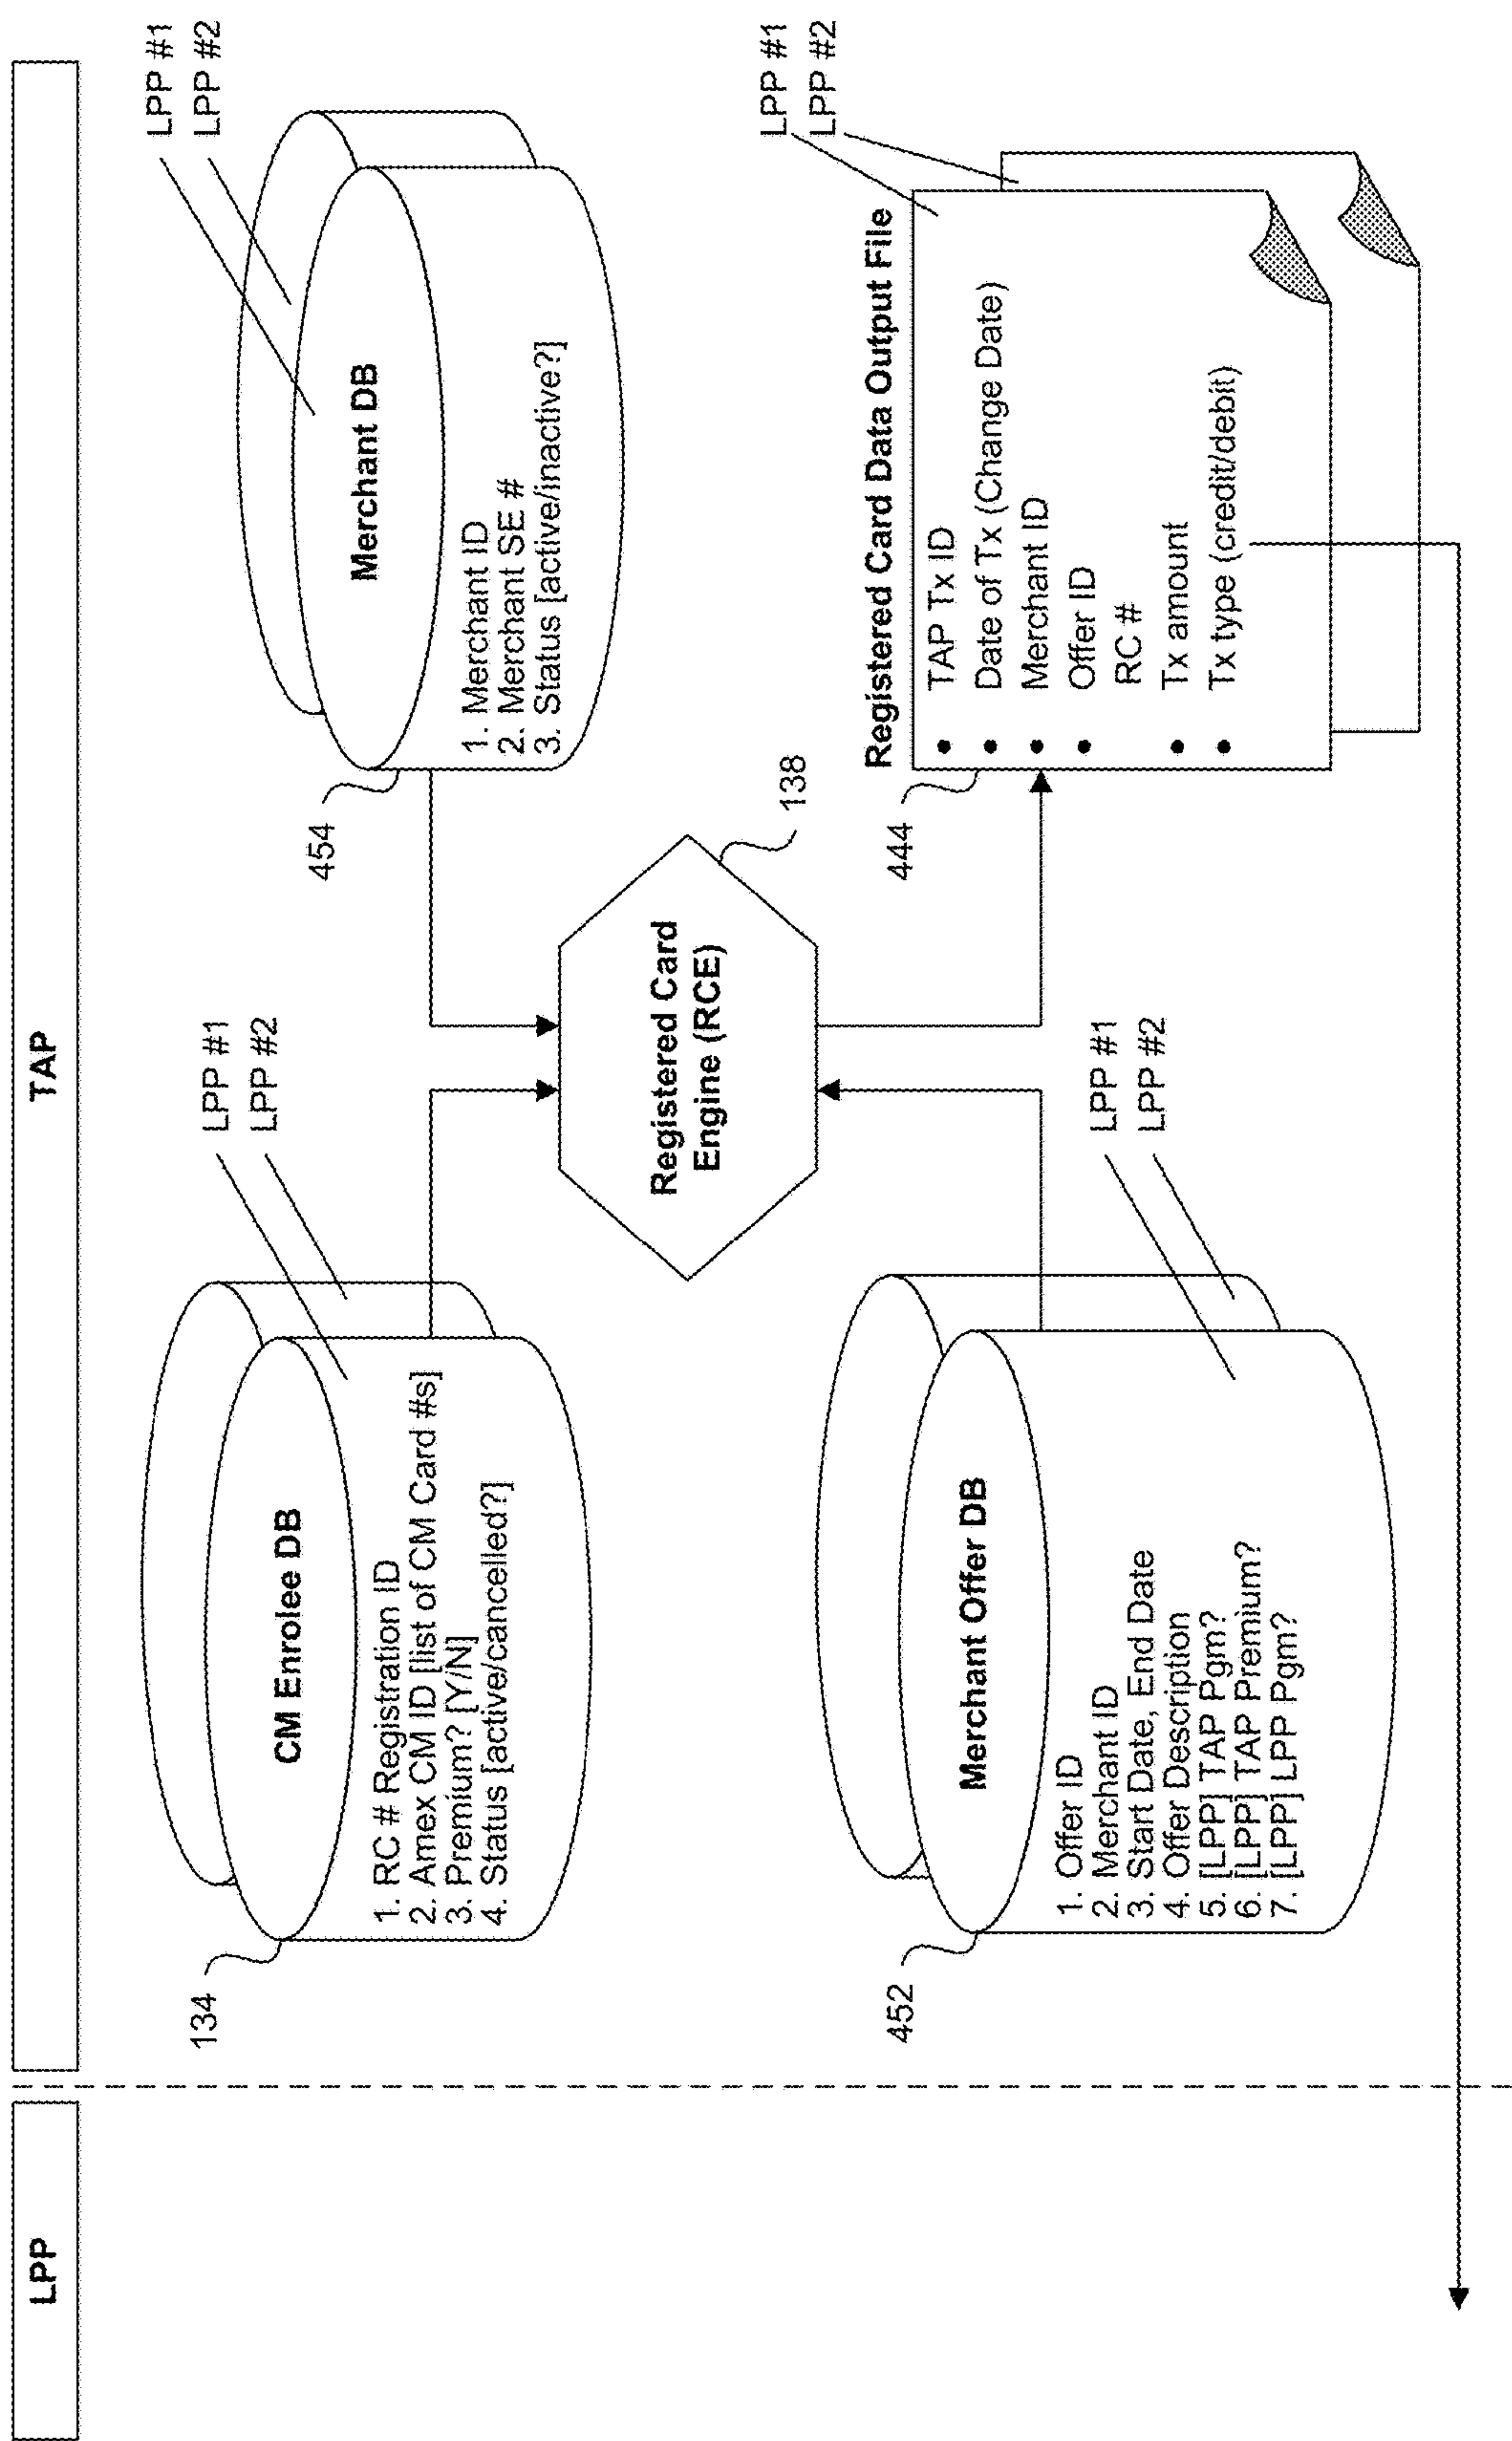 LPP
TAP
134
CM Enrolee DB
1. RC # Registration ID
2. Amex CM ID [list of CM Card #s]
3. Premium? [Y/N]
4. Status [active/cancelled?]
LPP #1
LPP #2
454
Merchant DB
1. Merchant ID
2. Merchant SE #
3. Status [active/inactive?]
LPP #1
LPP #2
Registered Card
Engine (RCE)
138
452
Merchant Offer DB
1. Offer ID
2. Merchant ID
3. Start Date, End Date
4. Offer Description
5. [LPP] TAP Pgm?
6. [LPP] TAP Premium?
7. [LPP] LPP Pgm?
LPP #1
LPP #2
444
Registered Card Data Output File
• TAP Tx ID
• Date of Tx (Change Date)
• Merchant ID
• Offer ID
RC #
• Tx amount
• Tx type (credit/debit)
LPP #1
LPP #2